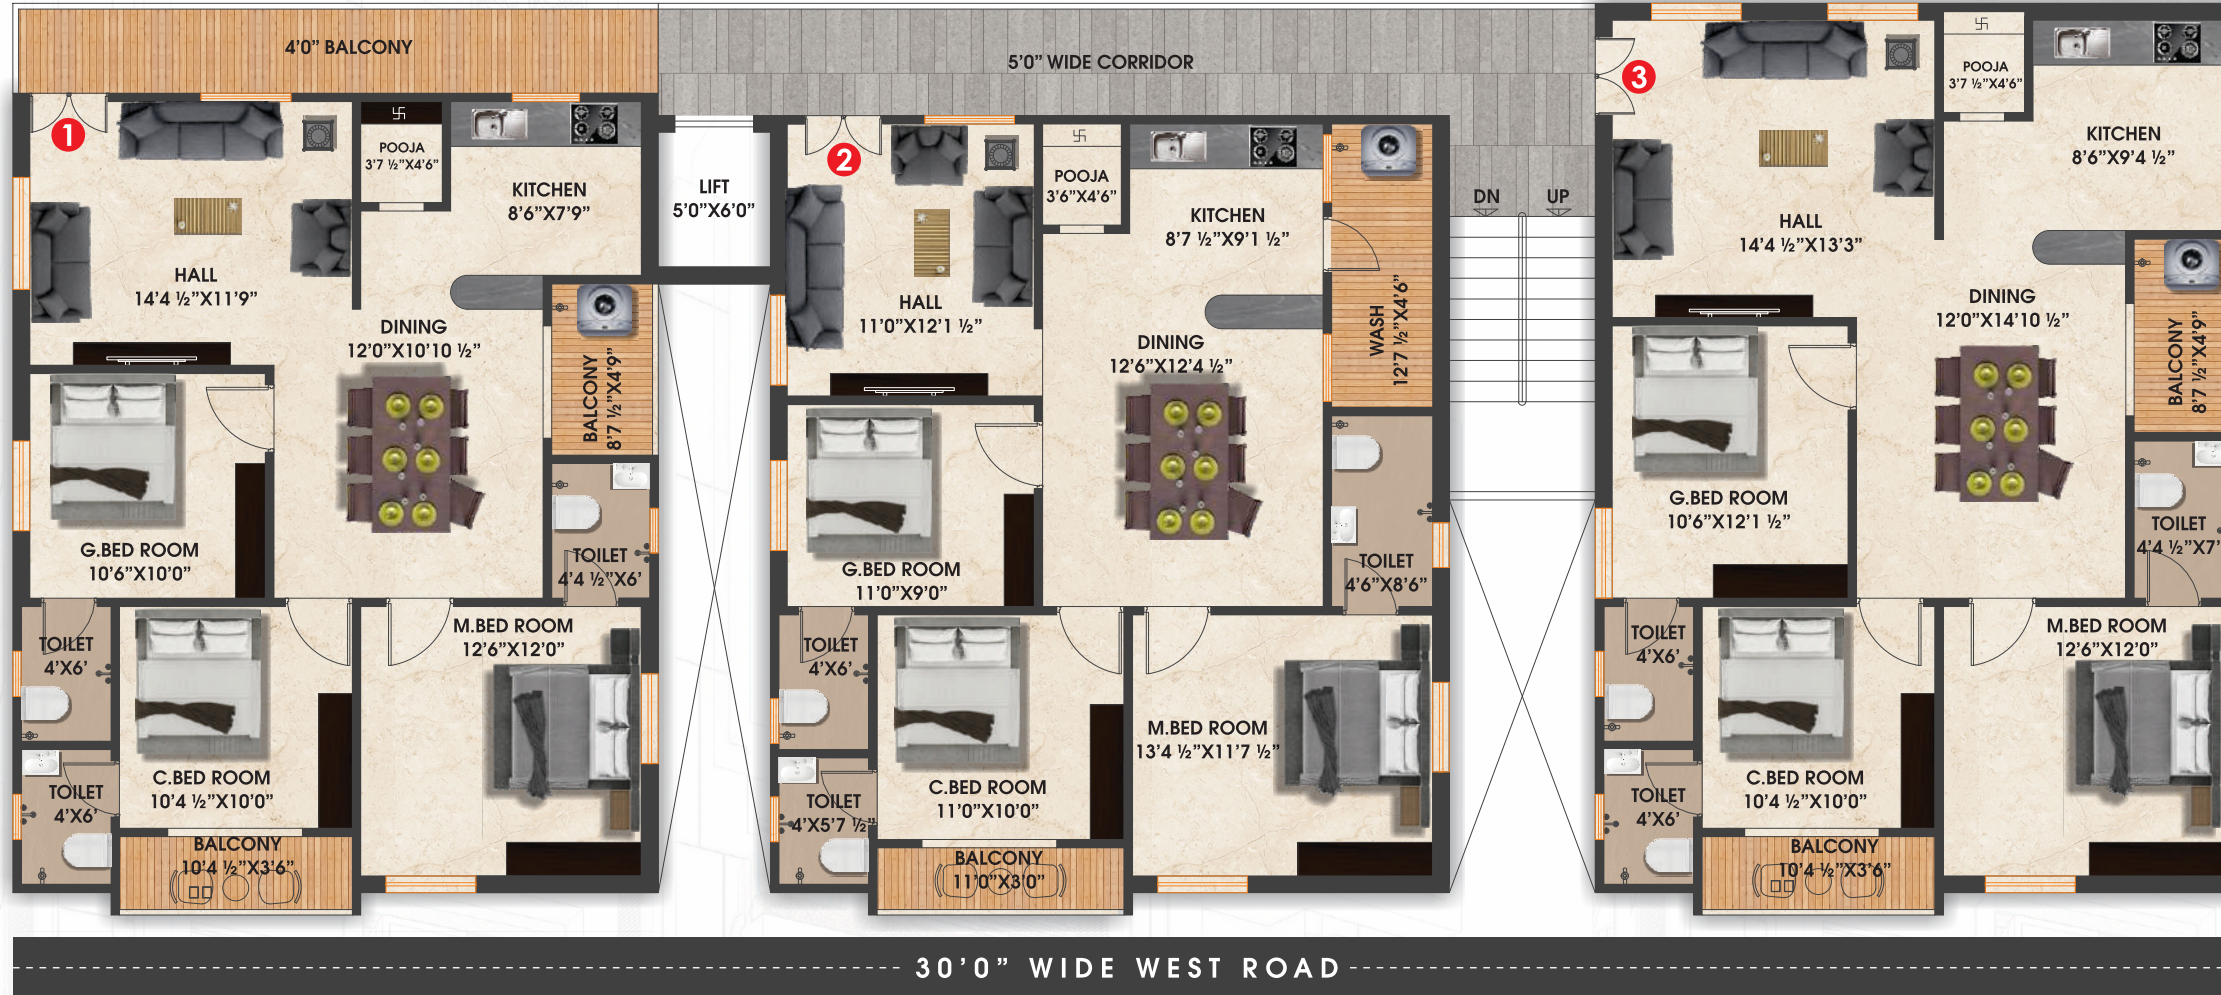 4'0" BALCONY
5'0" WIDE CORRIDOR
1
POOJA
3'7 ½"X4'6"
KITCHEN
8'6"X7'9"
HALL
14'4 ½"X11'9"
DINING
12'0"X10'10 ½"
BALCONY
8'7 ½"X4'9"
G.BED ROOM
10'6"X10'0"
TOILET
4'4 ½"X6'
TOILET
4'X6'
M.BED ROOM
12'6"X12'0"
C.BED ROOM
10'4 ½"X10'0"
TOILET
4'X6'
BALCONY
10'4 ½"X3'6"
LIFT
5'0"X6'0"
2
POOJA
3'6"X4'6"
KITCHEN
8'7 ½"X9'1 ½"
HALL
11'0"X12'1 ½"
DINING
12'6"X12'4 ½"
WASH
12'7 ½"X4'6"
G.BED ROOM
11'0"X9'0"
TOILET
4'6"X8'6"
TOILET
4'X6'
M.BED ROOM
13'4 ½"X11'7 ½"
C.BED ROOM
11'0"X10'0"
TOILET
4'X5'7 ½"
BALCONY
11'0"X3'0"
DN UP
3
POOJA
3'7 ½"X4'6"
KITCHEN
8'6"X9'4 ½"
HALL
14'4 ½"X13'3"
DINING
12'0"X14'10 ½"
BALCONY
8'7 ½"X4'9"
G.BED ROOM
10'6"X12'1 ½"
TOILET
4'4 ½"X7'
TOILET
4'X6'
M.BED ROOM
12'6"X12'0"
C.BED ROOM
10'4 ½"X10'0"
TOILET
4'X6'
BALCONY
10'4 ½"X3'6"
30'0" WIDE WEST ROAD